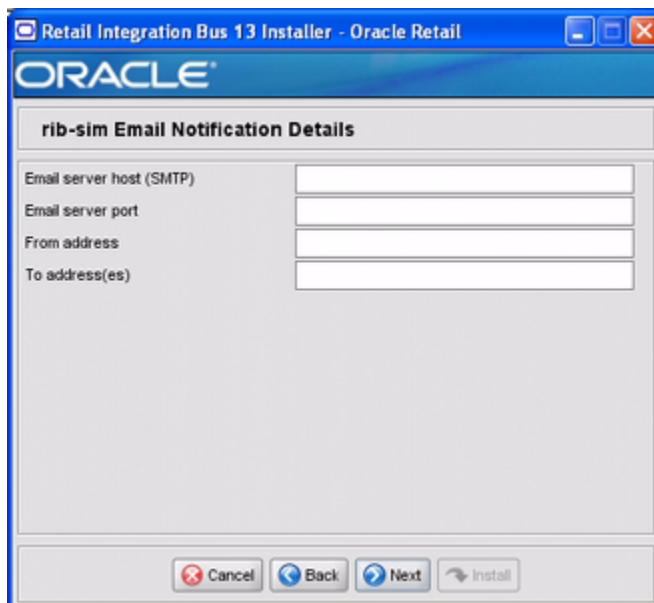 Retail Integration Bus 13 Installer - Oracle Retail
ORACLE
rib-sim Email Notification Details
Email server host (SMTP)
Email server port
From address
To address(es)
Cancel Back Next Install